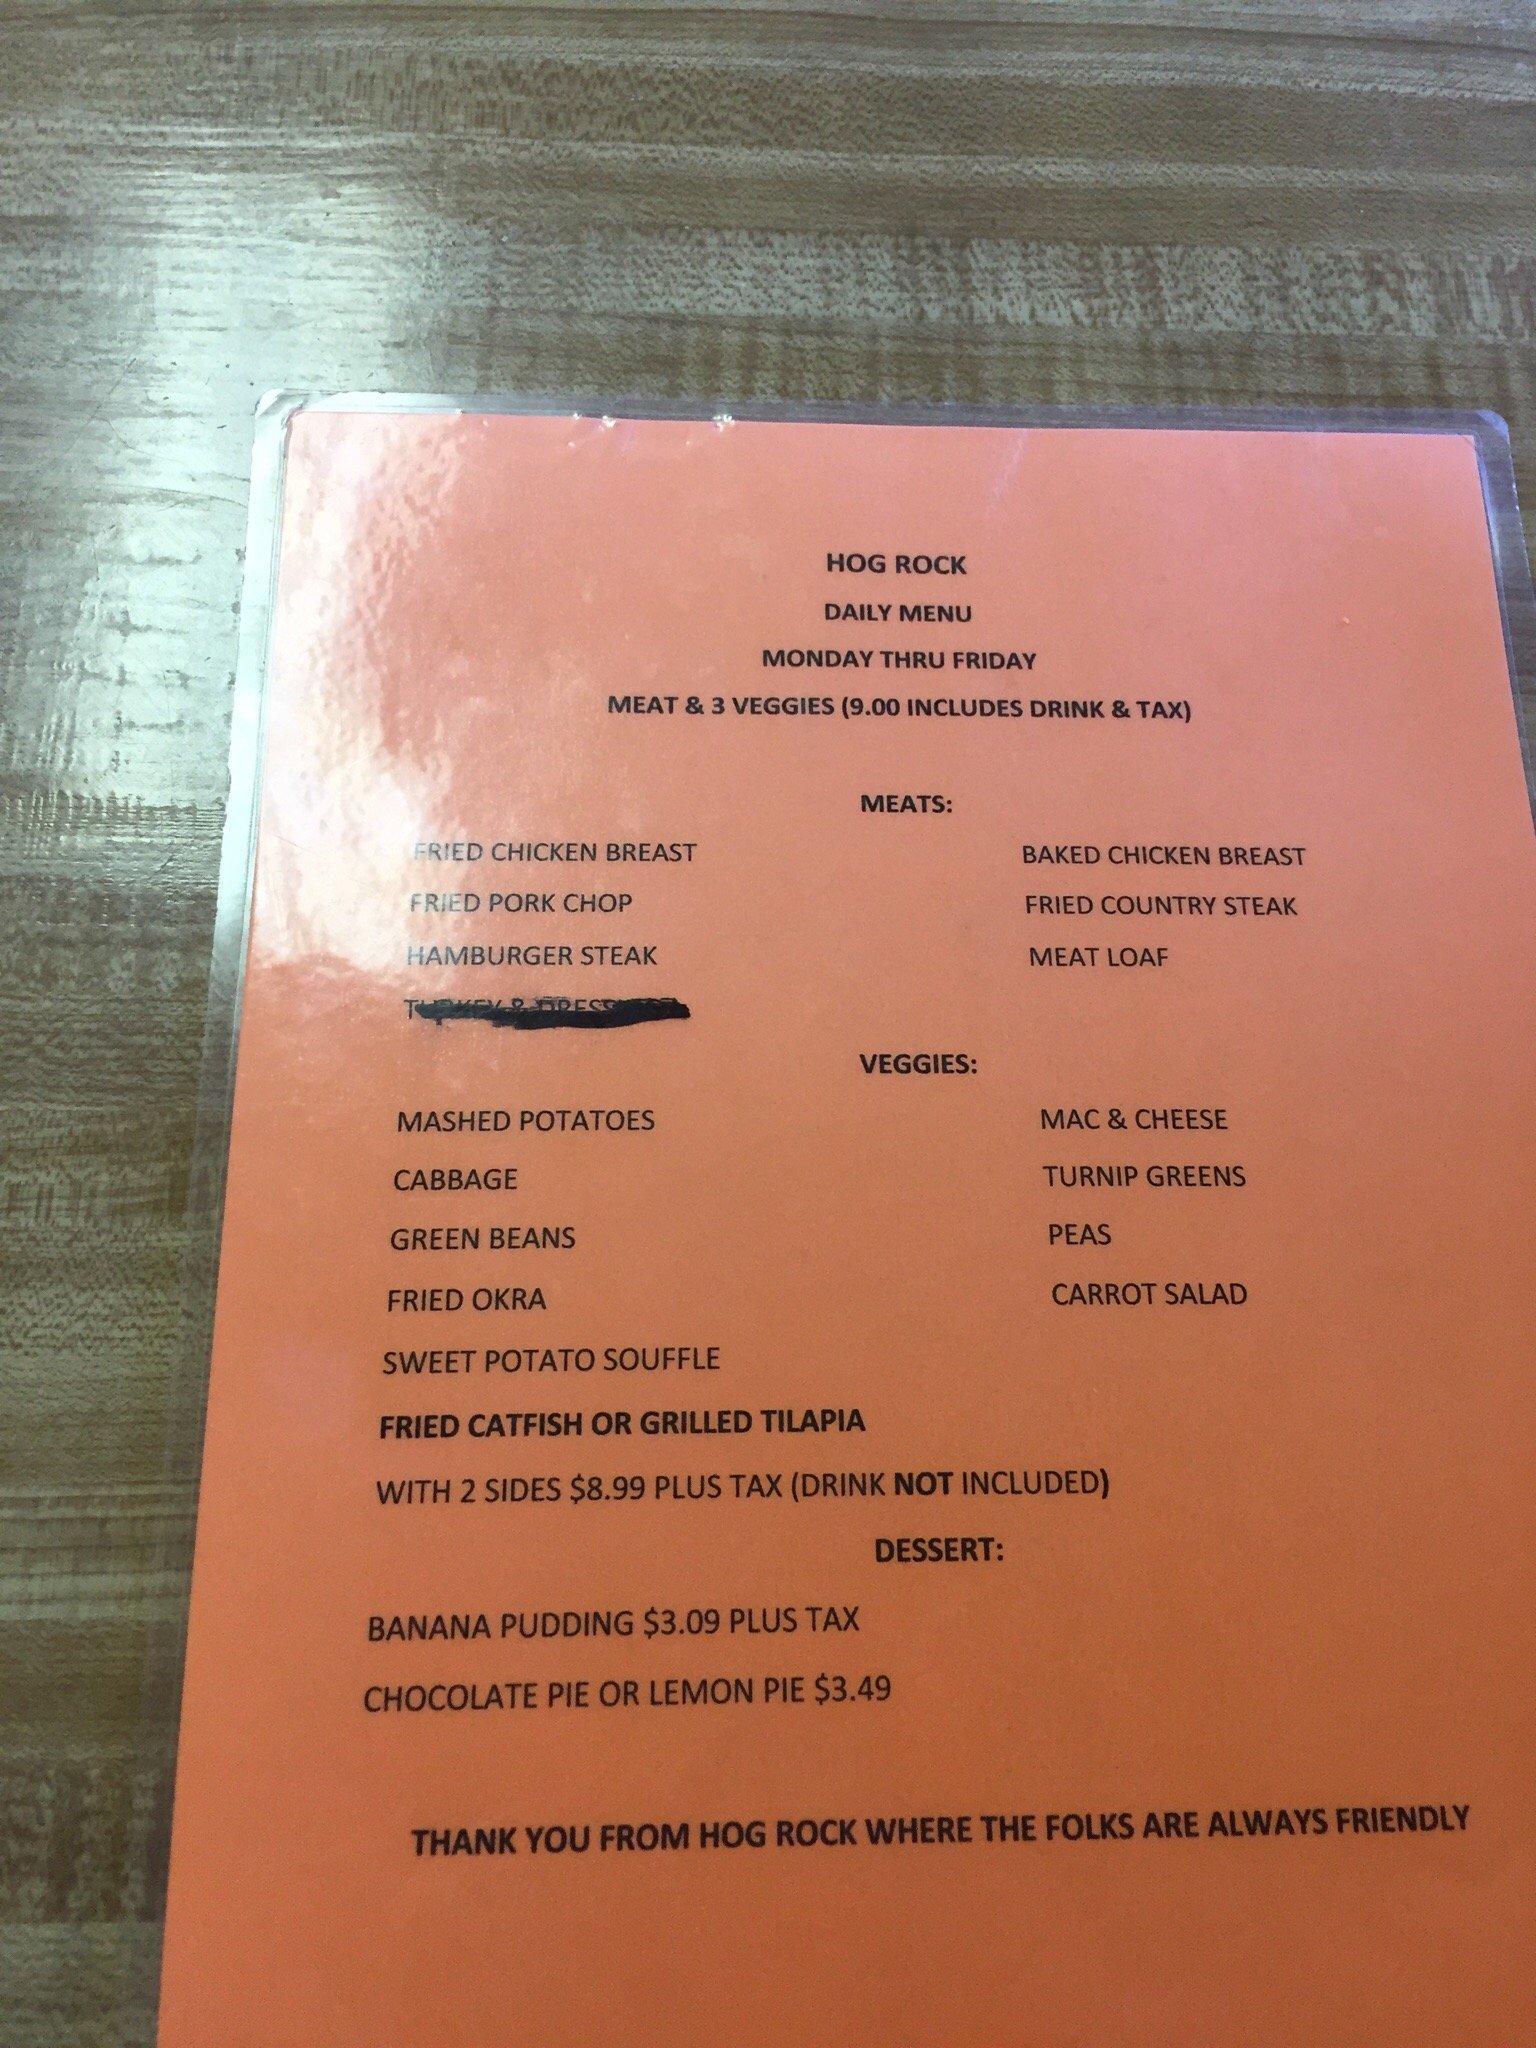 HOG ROCK
DAILY MENU
MONDAY THRU FRIDAY
MEAT & 3 VEGGIES (9.00 INCLUDES DRINK & TAX)
MEATS:
FRIED CHICKEN BREAST BAKED CHICKEN BREAST
FRIED PORK CHOP FRIED COUNTRY STEAK
HAMBURGER STEAK MEAT LOAF
VEGGIES:
MASHED POTATOES MAC & CHEESE
CABBAGE TURNIP GREENS
GREEN BEANS PEAS
FRIED OKRA CARROT SALAD
SWEET POTATO SOUFFLE
FRIED CATFISH OR GRILLED TILAPIA
WITH 2 SIDES $8.99 PLUS TAX (DRINK NOT INCLUDED)
DESSERT:
BANANA PUDDING $3.09 PLUS TAX
CHOCOLATE PIE OR LEMON PIE $3.49
THANK YOU FROM HOG ROCK WHERE THE FOLKS ARE ALWAYS FRIENDLY